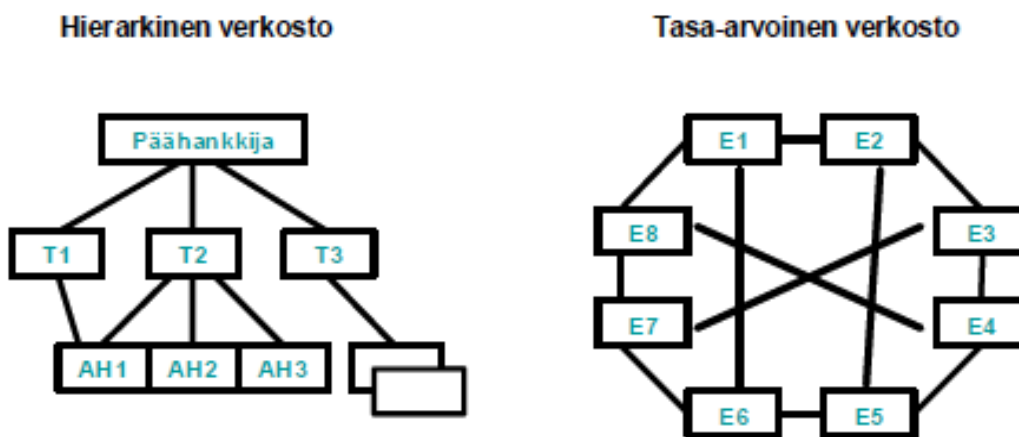 Hierarkinen verkosto
Tasa-arvoinen verkosto
Päähankkija
T1 T2 T3
AH1 AH2 AH3
E1 E2
E8 E3
E7 E4
E6 E5